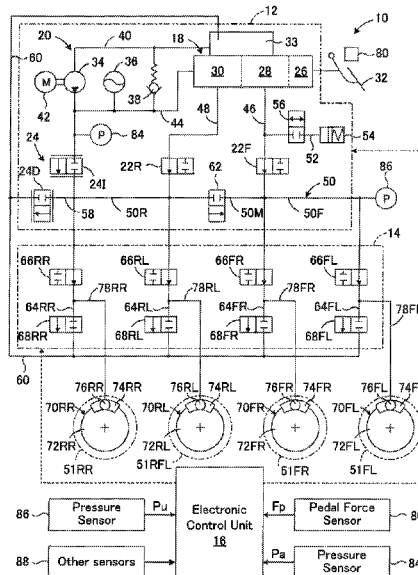 12
10
60
20
40
18
33
80
34
36
M
30
28
26
32
38
42
44
48
46
56
P
84
54
24
52
86
24D
22R
22F
62
50
24I
P
58
50R
50M
50F
14
66RR
66RL
66FR
66FL
78RR
78RL
78FR
64RR
64RL
64FR
64FL
78FL
68RR
68RL
68FR
68FL
60
76RR
74RR
76RL
74RL
76FR
74FR
76FL
74F
70RR
70RL
70FR
70FL
72RR
72RL
72FR
72FL
51RR
51RFL
51FR
51FL
86
Pressure
Sensor
Pu
Electronic
Control Unit
16
Fp
Pedal Force
Sensor
88
Other sensors
Pa
Pressure
Sensor
84